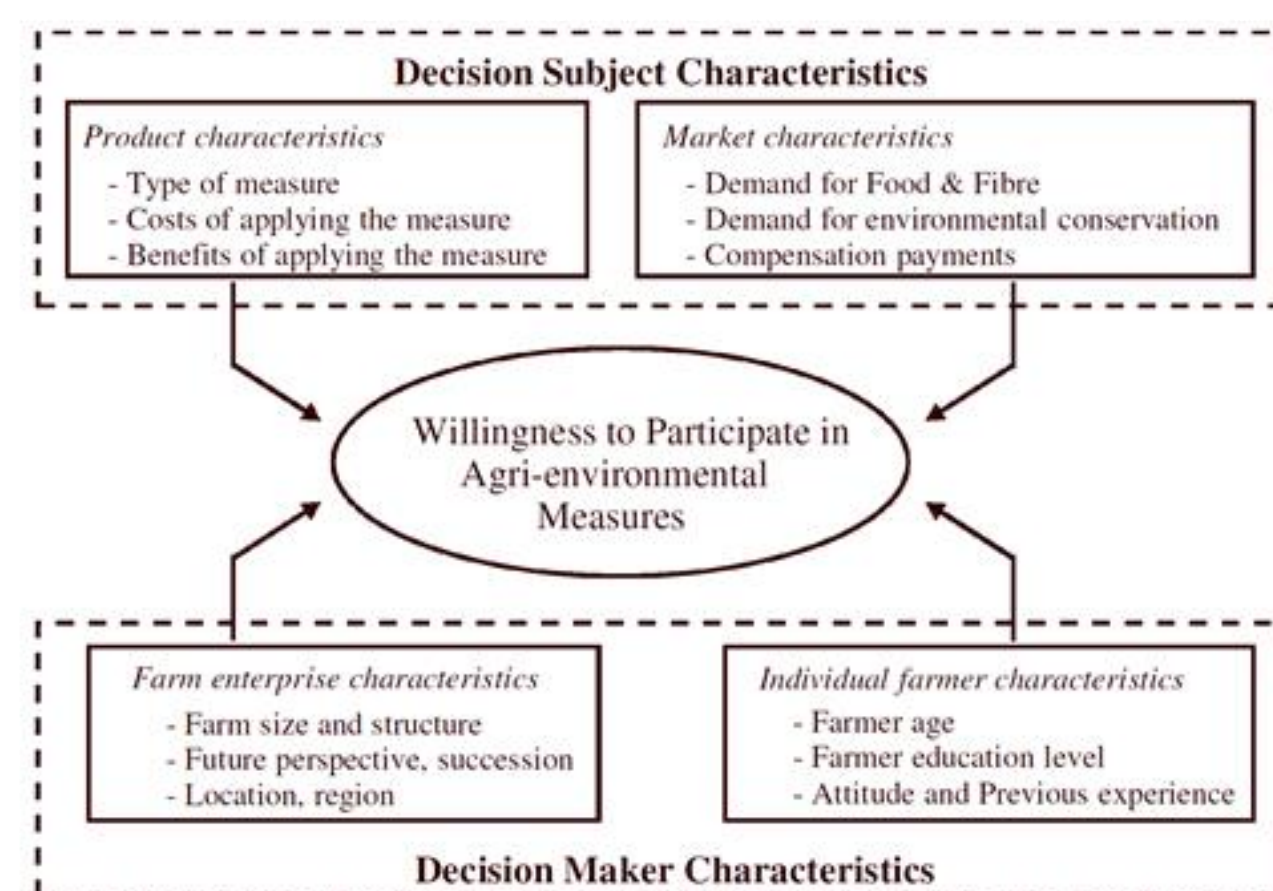 Decision Subject Characteristics
Product characteristics
- Type of measure
- Costs of applying the measure
- Benefits of applying the measure
Market characteristics
- Demand for Food & Fibre
- Demand for environmental conservation
- Compensation payments
Willingness to Participate in
Agri-environmental
Measures
Farm enterprise characteristics
- Farm size and structure
- Future perspective, succession
- Location, region
Individual farmer characteristics
- Farmer age
- Farmer education level
- Attitude and Previous experience
Decision Maker Characteristics